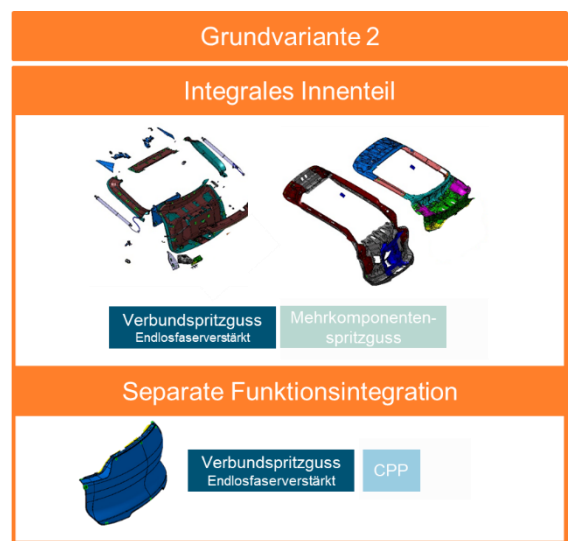 Grundvariante 2
Integrales Innenteil
Verbundspritzguss
Endlosfaserverstärkt
Mehrkomponenten-
spritzguss
Separate Funktionsintegration
Verbundspritzguss
Endlosfaserverstärkt
CPP